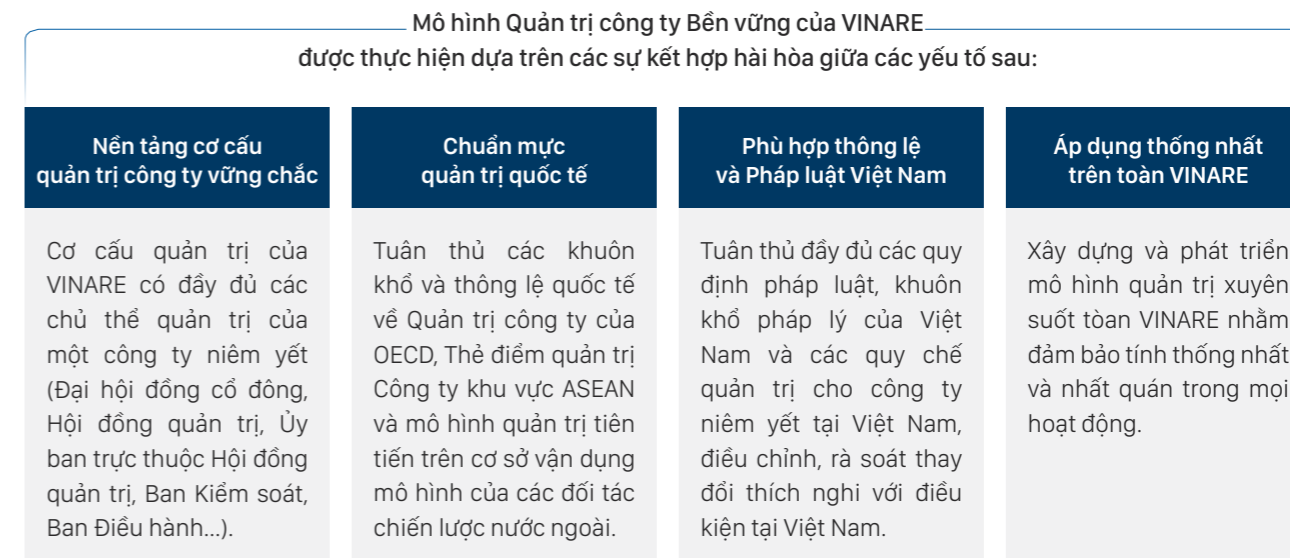 Mô hình Quản trị công ty Bền vững của VINARE
được thực hiện dựa trên các sự kết hợp hài hòa giữa các yếu tố sau:
Nền tảng cơ cấu
quản trị công ty vững chắc
Cơ cấu quản trị của
VINARE có đầy đủ các
chủ thể quản trị của
một công ty niêm yết
(Đại hội đồng cổ đông,
Hội đồng quản trị, Ủy
ban trực thuộc Hội đồng
quản trị, Ban Kiểm soát,
Ban Điều hành...).
Chuẩn mực
quản trị quốc tế
Tuân thủ các khuôn
khổ và thông lệ quốc tế
về Quản trị công ty của
OECD, Thẻ điểm quản trị
Công ty khu vực ASEAN
và mô hình quản trị tiên
tiến trên cơ sở vận dụng
mô hình của các đối tác
chiến lược nước ngoài.
Phù hợp thông lệ
và Pháp luật Việt Nam
Tuân thủ đầy đủ các quy
định pháp luật, khuôn
khổ pháp lý của Việt
Nam và các quy chế
quản trị cho công ty
niêm yết tại Việt Nam,
điều chỉnh, rà soát thay
đổi thích nghi với điều
kiện tại Việt Nam.
Áp dụng thống nhất
trên toàn VINARE
Xây dựng và phát triển
mô hình quản trị xuyên
suốt tòan VINARE nhằm
đảm bảo tính thống nhất
và nhất quán trong mọi
hoạt động.